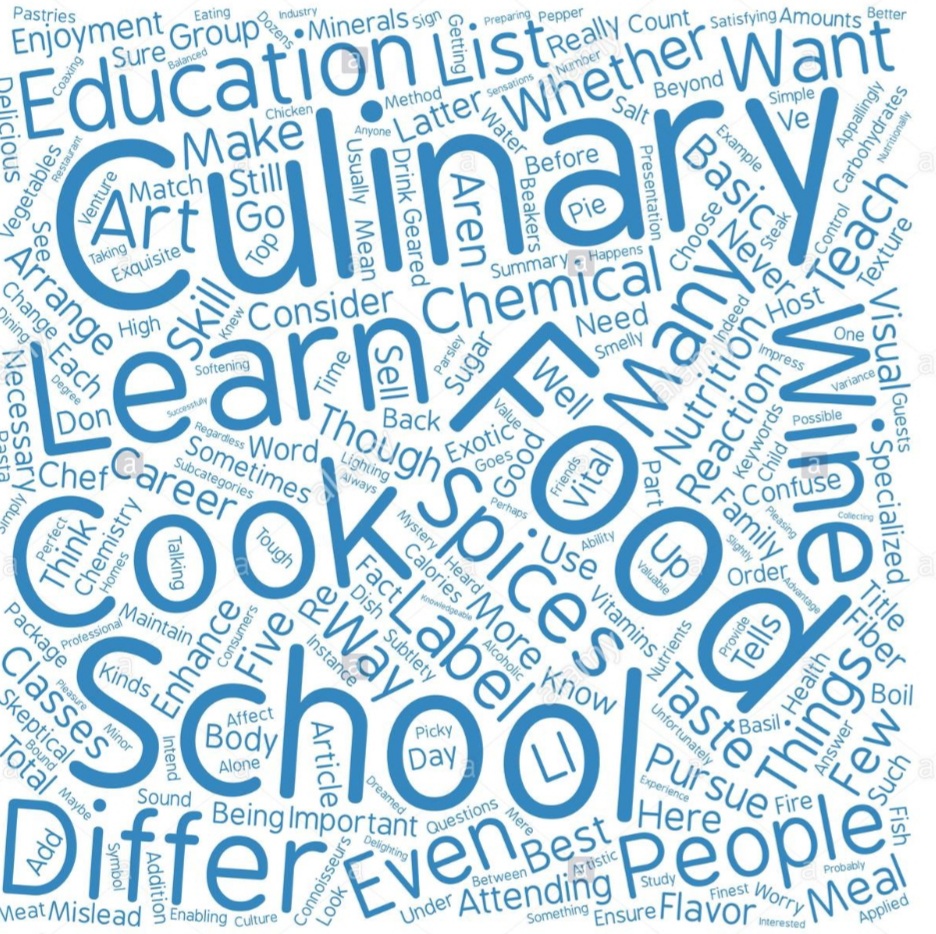 Pastries
Eating
Industry
Preparing
Pepper
Satisfying
Amounts
Better
Enjoyment
Sure
Group
Dozens
Minerals
Sign
Getting
List
Really
Count
Want
Coaxing
Balanced
Education
Sensations
Number
Whether
Beyond
Simple
Ve
Appallingly
Delicious
Chicken
Method
Latter
Water
Salt
Carbohydrates
Nutritionally
Vegetables
Restaurant
Make
Anyone
Culinary
Before
Basic
Example
Venture
Match
Still
Usually
Drink
Aren
Beakers
Pie
Presentation
Choose
Never
Steak
Control
Teach
Texture
Art
Taking
Exquisite
Go
Top
Mean
Geared
Summary
Happens
See
Arrange
Change
Dining
High
Skill
Knew
Consider
Chemical
Need
Smelly
Many
Indeed
Host
Wine
One
Visual
Guests
Necessary
Each
Degree
Don
Learn
Softening
Successfully
Time
Sell
Parsley
Sugar
Food
Well
Nutrition
Impress
Variance
Back
Value
Exotic
Reaction
Keywords
Possible
Pasta
Simply
Chef
Career
Regardless
Word
Sometimes
Subcategories
Though
Lighting
Always
Goes
Good
Perhaps
Friends
Vital
Part
Child
Confuse
Specialized
Cook
Perfect
Think
Chemistry
Homes
Talking
Tough
Spices
Mystery
Calories
Heard
Knowledgeable
Use
Ability
Up
Valuable
Family
Slightly
Pleasing
Collecting
Order
Advantage
Package
Professional
Maintain
Enhance
Consumers
Five
Re
Fact
Dish
Way
Subtlety
Label
More
Alcoholic
Vitamins
Nutrients
Provide
Tells
Title
Fiber
Classes
Pleasure
Kinds
School
Instance
Know
Taste
Basil
Health
Things
Boil
Skeptical
Bound
Minor
Intend
Affect
Body
Alone
Article
Picky
Day
Ll
Unfortunately
Answer
Few
Such
Total
Maybe
Sound
Being
Important
Dreamed
Questions
Mere
Experience
Pursue
Here
Fire
Fish
Differ
Add
Symbol
Addition
Delighting
Connoisseurs
Look
Even
Between
Best
Artistic
People
Probably
Meal
Meat
Mislead
Enabling
Culture
Under
Attending
Something
Study
Ensure
Flavor
Finest
Worry
Interested
Applied
a
alamy